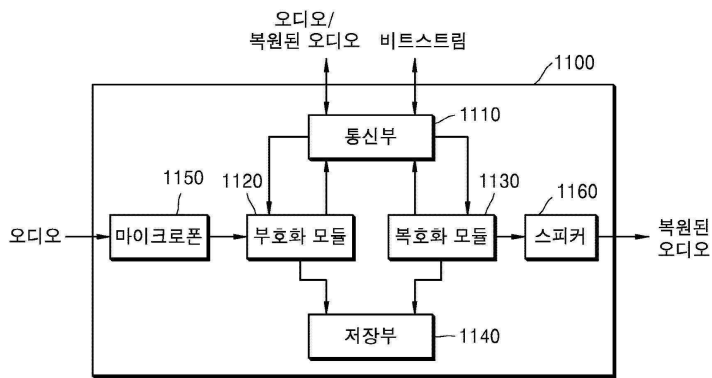 오디오/
복원된 오디오
비트스트림
1100
1110
통신부
1150
1120
1130
1160
오디오
마이크로폰
부호화 모듈
복호화 모듈
스피커
복원된
오디오
저장부
1140